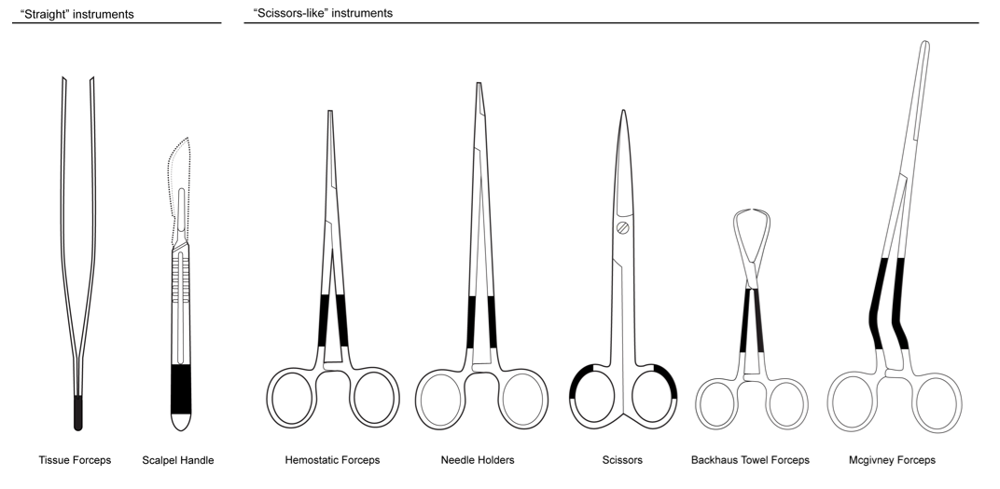 “Straight” instruments
“Scissors-like” instruments
Tissue Forceps
Scalpel Handle
Hemostatic Forceps
Needle Holders
Scissors
Backhaus Towel Forceps
Mcgivney Forceps